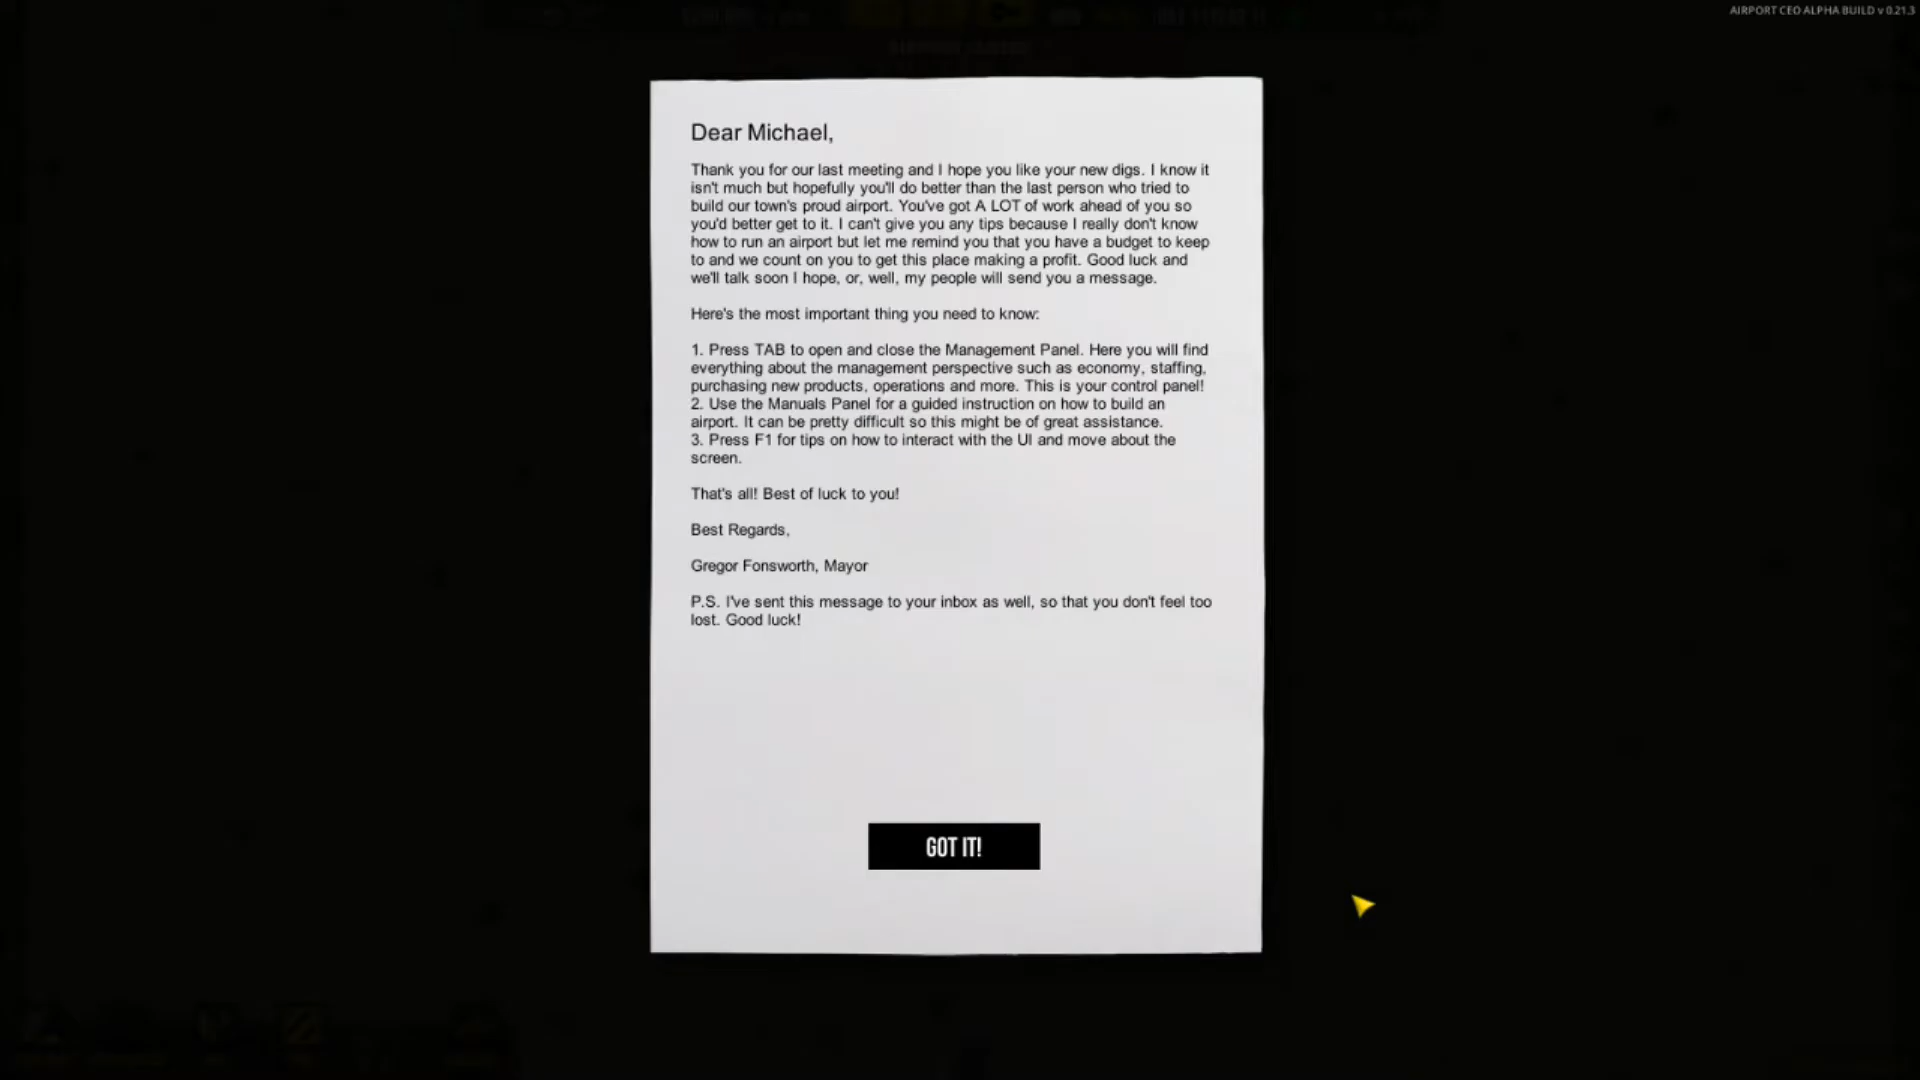 AIRPORT CEO ALPHA BUILD v 0.21.3
Dear Michael,
Thank you for our last meeting and I hope you like your new digs. I know it
isn't much but hopefully you'll do better than the last person who tried to
build our town's proud airport. You've got A LOT of work ahead of you so
you'd better get to it. I can't give you any tips because I really don't know
how to run an airport but let me remind you that you have a budget to keep
to and we count on you to get this place making a profit. Good luck and
we'll talk soon I hope, or, well, my people will send you a message.
Here's the most important thing you need to know:
1. Press TAB to open and close the Management Panel. Here you will find
everything about the management perspective such as economy, staffing,
purchasing new products, operations and more. This is your control panel!
2. Use the Manuals Panel for a guided instruction on how to build an
airport. It can be pretty difficult so this might be of great assistance.
3. Press F1 for tips on how to interact with the UI and move about the
screen.
That's all! Best of luck to you!
Best Regards,
Gregor Fonsworth, Mayor
P.S. I've sent this message to your inbox as well, so that you don't feel too
lost. Good luck!
GOT IT!